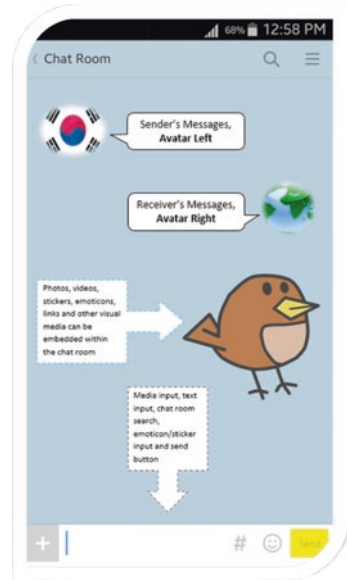 68% 12:58 PM
Chat Room
Sender's Messages,
Avatar Left
Receiver's Messages,
Avatar Right
Photos, videos,
stickers, emoticons,
links and other visual
media can be
embedded within
the chat room
Media input, text
input, chat room
search,
emoticon/sticker
input and send
button
+ #
Send